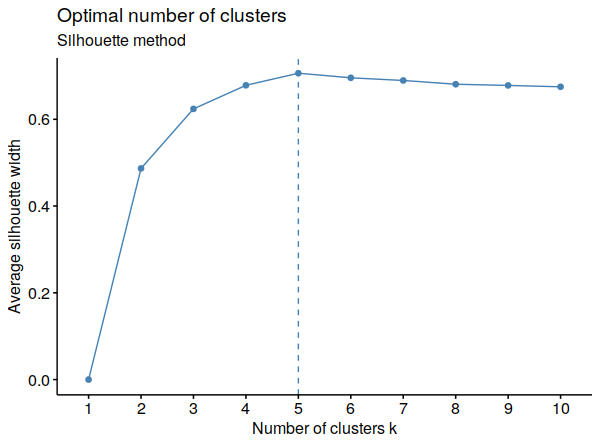 Optimal number of clusters
Silhouette method
Average silhouette width
0.6
0.4
0.2
0.0
1 2 3 4 5 6 7 8 9 10
Number of clusters k